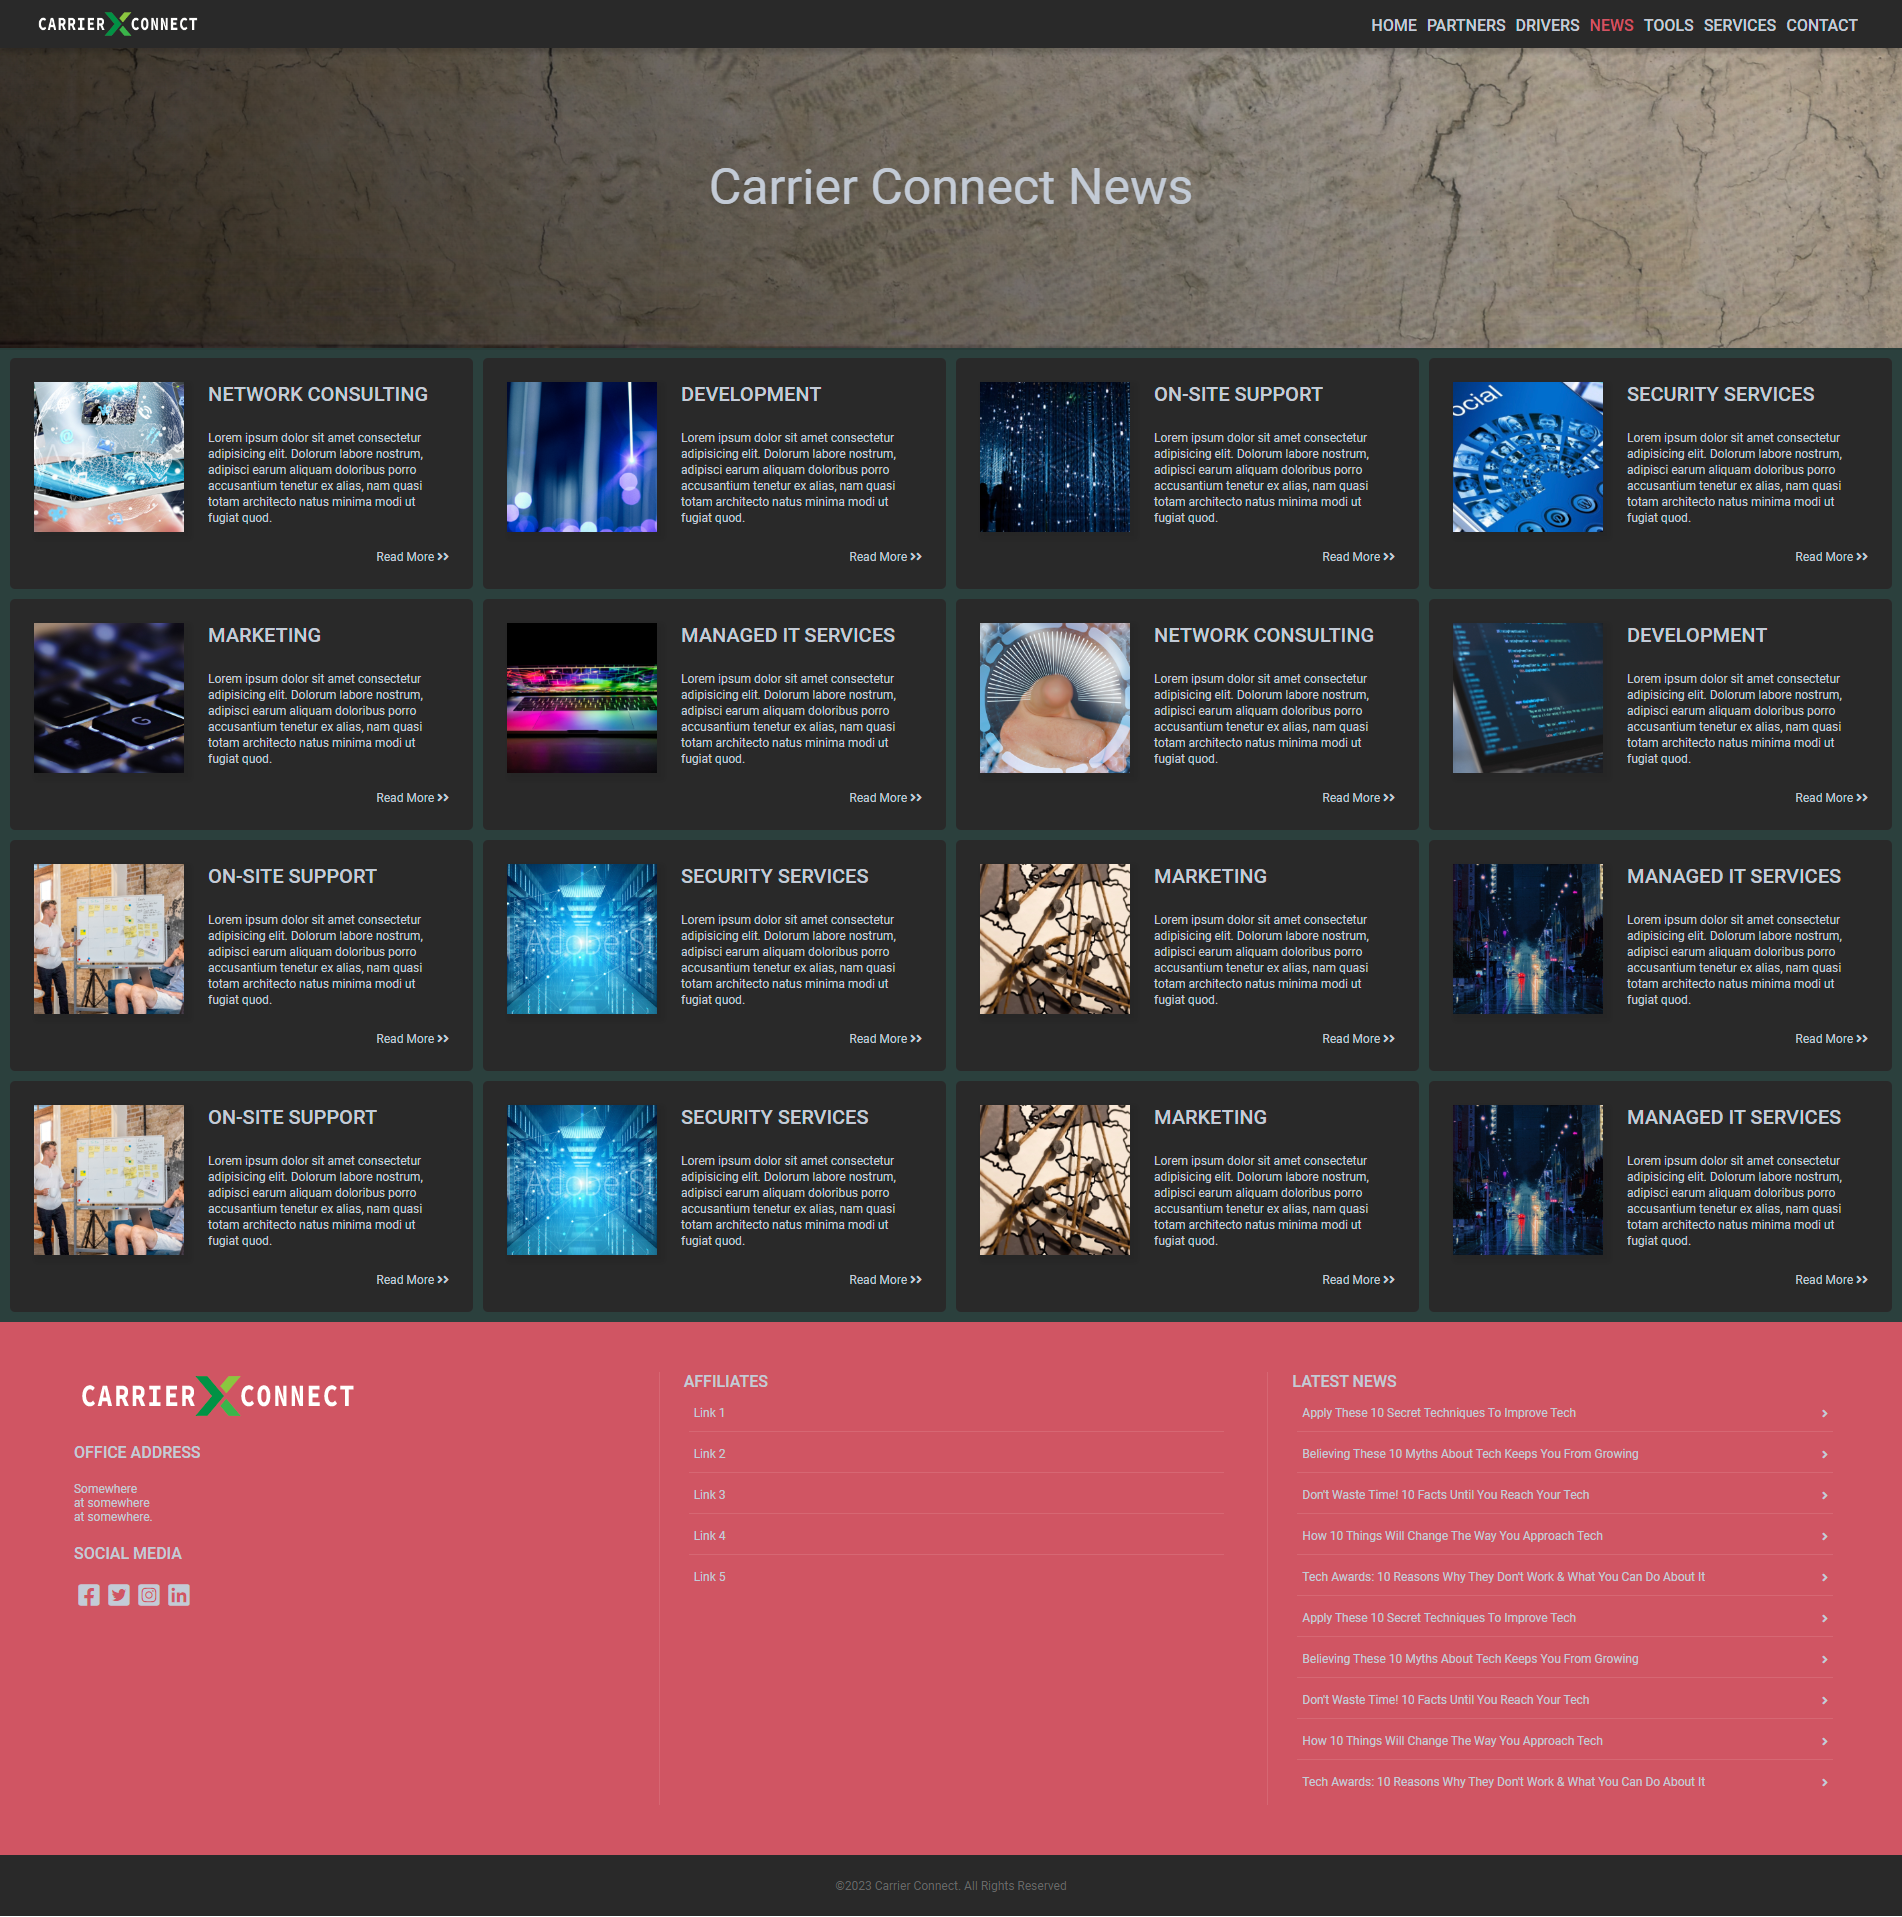 CARRIER CONNECT
HOME PARTNERS DRIVERS NEWS TOOLS SERVICES CONTACT
Carrier Connect News
NETWORK CONSULTING
Lorem ipsum dolor sit amet consectetur
adipisicing elit. Dolorum labore nostrum,
adipisci earum aliquam doloribus porro
accusantium tenetur ex alias, nam quasi
totam architecto natus minima modi ut
fugiat quod.
Read More
DEVELOPMENT
Lorem ipsum dolor sit amet consectetur
adipisicing elit. Dolorum labore nostrum,
adipisci earum aliquam doloribus porro
accusantium tenetur ex alias, nam quasi
totam architecto natus minima modi ut
fugiat quod.
Read More
ON-SITE SUPPORT
Lorem ipsum dolor sit amet consectetur
adipisicing elit. Dolorum labore nostrum,
adipisci earum aliquam doloribus porro
accusantium tenetur ex alias, nam quasi
totam architecto natus minima modi ut
fugiat quod.
Read More
ocial
SECURITY SERVICES
Lorem ipsum dolor sit amet consectetur
adipisicing elit. Dolorum labore nostrum,
adipisci earum aliquam doloribus porro
accusantium tenetur ex alias, nam quasi
totam architecto natus minima modi ut
fugiat quod.
Read More
G
MARKETING
Lorem ipsum dolor sit amet consectetur
adipisicing elit. Dolorum labore nostrum,
adipisci earum aliquam doloribus porro
accusantium tenetur ex alias, nam quasi
totam architecto natus minima modi ut
fugiat quod.
Read More
MANAGED IT SERVICES
Lorem ipsum dolor sit amet consectetur
adipisicing elit. Dolorum labore nostrum,
adipisci earum aliquam doloribus porro
accusantium tenetur ex alias, nam quasi
totam architecto natus minima modi ut
fugiat quod.
Read More
NETWORK CONSULTING
Lorem ipsum dolor sit amet consectetur
adipisicing elit. Dolorum labore nostrum,
adipisci earum aliquam doloribus porro
accusantium tenetur ex alias, nam quasi
totam architecto natus minima modi ut
fugiat quod.
Read More
DEVELOPMENT
Lorem ipsum dolor sit amet consectetur
adipisicing elit. Dolorum labore nostrum,
adipisci earum aliquam doloribus porro
accusantium tenetur ex alias, nam quasi
totam architecto natus minima modi ut
fugiat quod.
Read More
ON-SITE SUPPORT
Lorem ipsum dolor sit amet consectetur
adipisicing elit. Dolorum labore nostrum,
adipisci earum aliquam doloribus porro
accusantium tenetur ex alias, nam quasi
totam architecto natus minima modi ut
fugiat quod.
Read More
Adobe St
SECURITY SERVICES
Lorem ipsum dolor sit amet consectetur
adipisicing elit. Dolorum labore nostrum,
adipisci earum aliquam doloribus porro
accusantium tenetur ex alias, nam quasi
totam architecto natus minima modi ut
fugiat quod.
Read More
MARKETING
Lorem ipsum dolor sit amet consectetur
adipisicing elit. Dolorum labore nostrum,
adipisci earum aliquam doloribus porro
accusantium tenetur ex alias, nam quasi
totam architecto natus minima modi ut
fugiat quod.
Read More
MANAGED IT SERVICES
Lorem ipsum dolor sit amet consectetur
adipisicing elit. Dolorum labore nostrum,
adipisci earum aliquam doloribus porro
accusantium tenetur ex alias, nam quasi
totam architecto natus minima modi ut
fugiat quod.
Read More
ON-SITE SUPPORT
Lorem ipsum dolor sit amet consectetur
adipisicing elit. Dolorum labore nostrum,
adipisci earum aliquam doloribus porro
accusantium tenetur ex alias, nam quasi
totam architecto natus minima modi ut
fugiat quod.
Read More
Adobe St
SECURITY SERVICES
Lorem ipsum dolor sit amet consectetur
adipisicing elit. Dolorum labore nostrum,
adipisci earum aliquam doloribus porro
accusantium tenetur ex alias, nam quasi
totam architecto natus minima modi ut
fugiat quod.
Read More
MARKETING
Lorem ipsum dolor sit amet consectetur
adipisicing elit. Dolorum labore nostrum,
adipisci earum aliquam doloribus porro
accusantium tenetur ex alias, nam quasi
totam architecto natus minima modi ut
fugiat quod.
Read More
MANAGED IT SERVICES
Lorem ipsum dolor sit amet consectetur
adipisicing elit. Dolorum labore nostrum,
adipisci earum aliquam doloribus porro
accusantium tenetur ex alias, nam quasi
totam architecto natus minima modi ut
fugiat quod.
Read More
CARRIER CONNECT
OFFICE ADDRESS
Somewhere
at somewhere
at somewhere.
SOCIAL MEDIA
AFFILIATES
Link 1
Link 2
Link 3
Link 4
Link 5
LATEST NEWS
Apply These 10 Secret Techniques To Improve Tech
Believing These 10 Myths About Tech Keeps You From Growing
Don't Waste Time! 10 Facts Until You Reach Your Tech
How 10 Things Will Change The Way You Approach Tech
Tech Awards: 10 Reasons Why They Don't Work & What You Can Do About It
Apply These 10 Secret Techniques To Improve Tech
Believing These 10 Myths About Tech Keeps You From Growing
Don't Waste Time! 10 Facts Until You Reach Your Tech
How 10 Things Will Change The Way You Approach Tech
Tech Awards: 10 Reasons Why They Don't Work & What You Can Do About It
©2023 Carrier Connect. All Rights Reserved